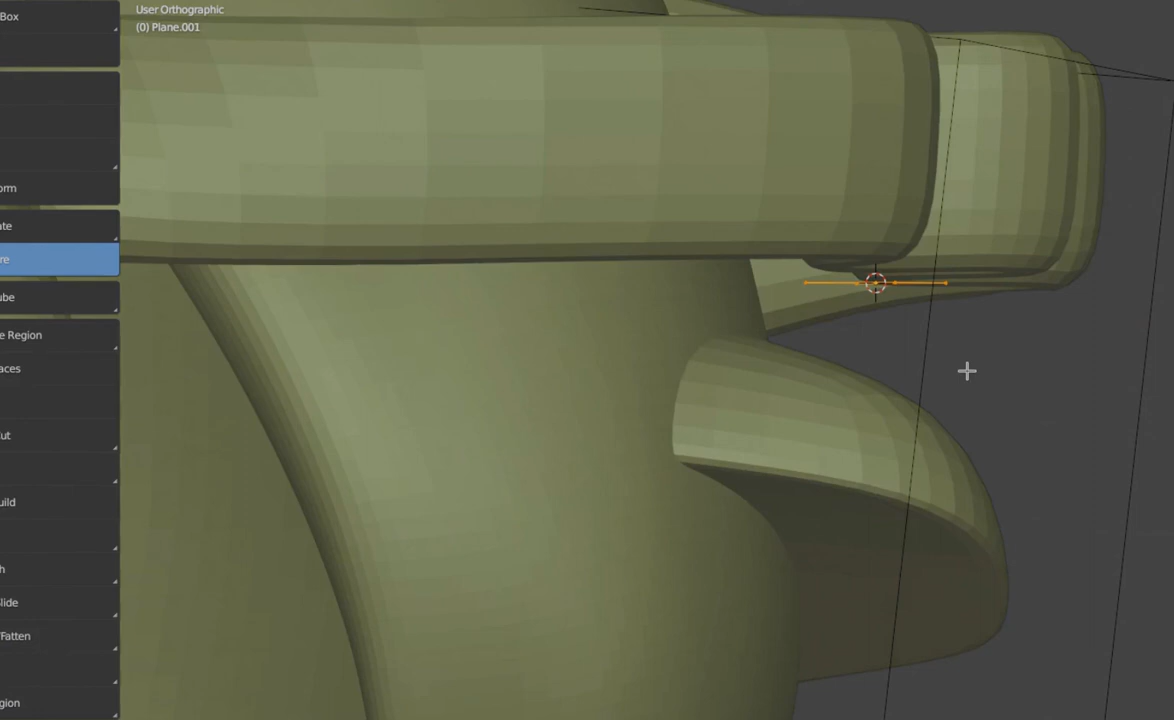 User Orthographic
(0) Plane.001
Box
orm
ate
re
ube
e Region
aces
ut
uild
h
lide
/Fatten
gion